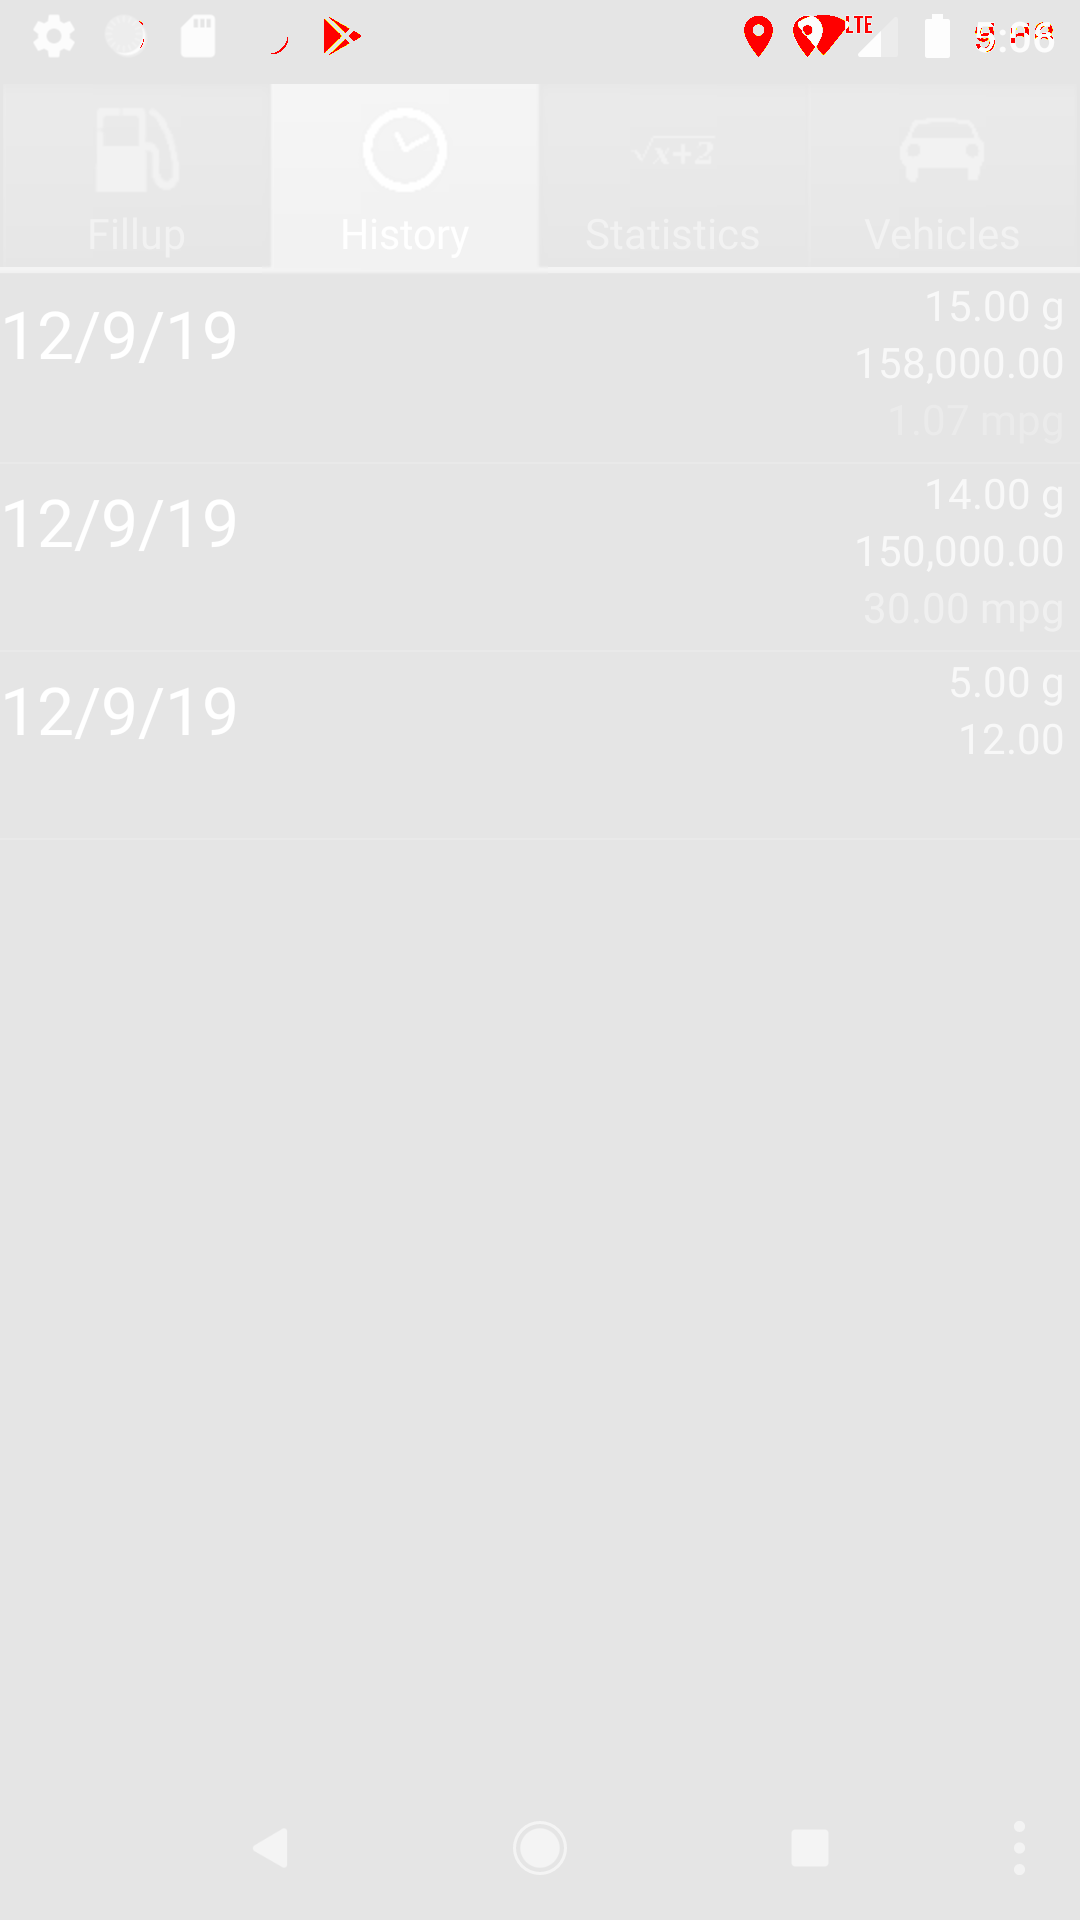 LTE
Fillup
History
√x+2
Statistics
Vehicles
12/9/19
15.00 g
158,000.00
1.07 mpg
12/9/19
14.00 g
150,000.00
30.00 mpg
12/9/19
5.00 g
12.00